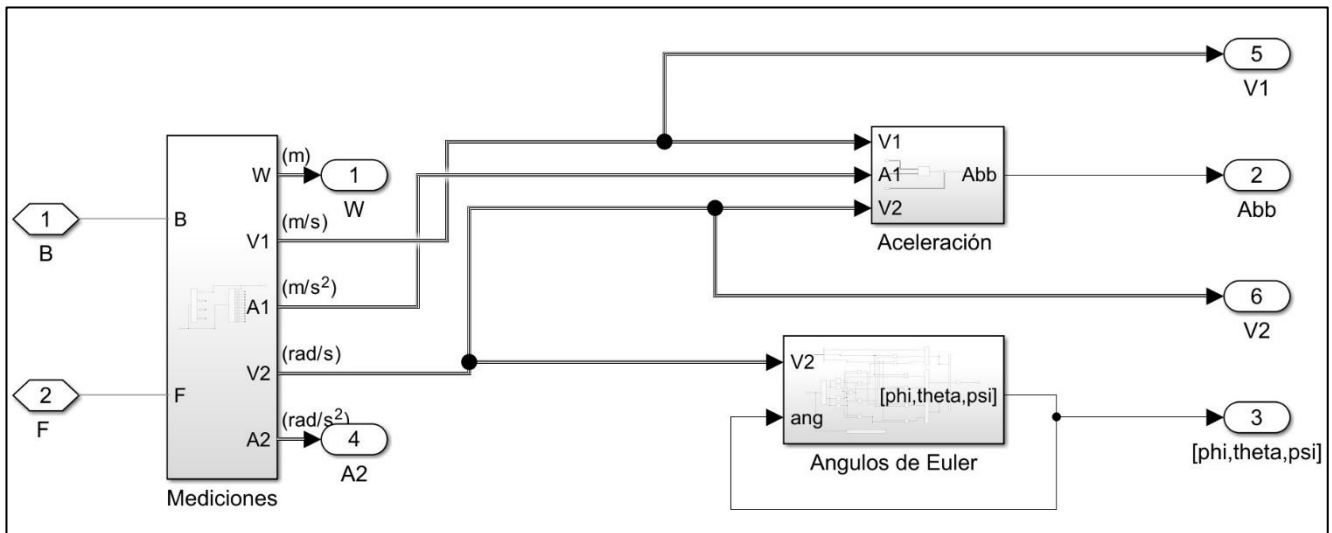 5
V1
(m)
V1
W
1
A1
Abb
2
W
1
B
V2
Abb
B
(m/s)
Aceleración
V1
(m/s²)
A1
6
(rad/s)
V2
V2
V2
2
F
[phi,theta,psi]
F
(rad/s²)
ang
3
A2
4
[phi,theta,psi]
Angulos de Euler
A2
Mediciones